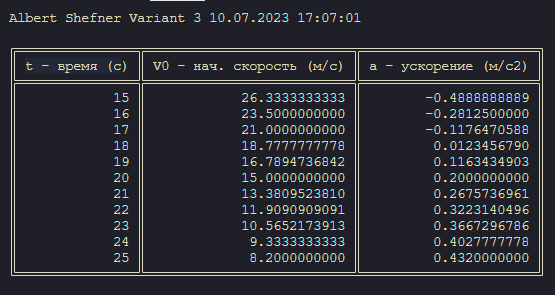 Albert Shefner Variant 3 10.07.2023 17:07:01
t - время (с) V0 - нач. скорость (м/с) a - ускорение (м/с2)
15 26.3333333333 -0.4888888889
16 23.5000000000 -0.2812500000
17 21.0000000000 -0.1176470588
18 18.7777777778 0.0123456790
19 16.7894736842 0.1163434903
20 15.0000000000 0.2000000000
21 13.3809523810 0.2675736961
22 11.9090909091 0.3223140496
23 10.5652173913 0.3667296786
24 9.3333333333 0.4027777778
25 8.2000000000 0.4320000000